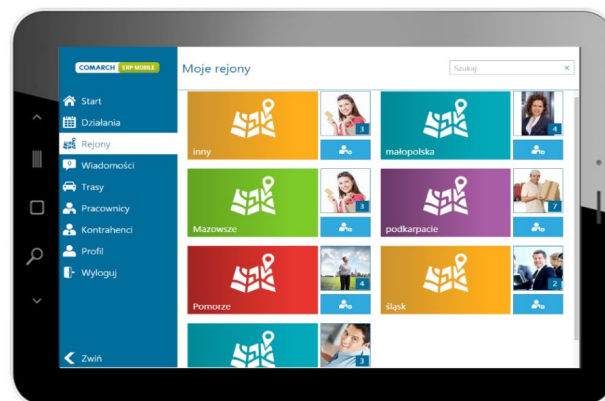 COMARCH ERP MOBILE
Moje rejony
Szukaj
Start
Działania
Rejony
Wiadomości
Trasy
Pracownicy
Kontrahenci
Profil
Wyloguj
Zwiń
inny
3
małopolska
4
Mazowsze
3
podkarpacie
7
Pomorze
4
śląsk
2
3